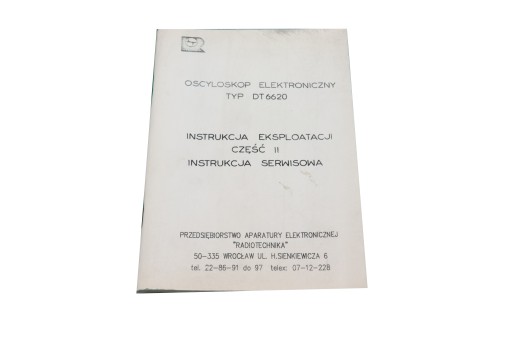 OSCYLOSKOP ELEKTRONICZNY
TYP DT6620
INSTRUKCJA EKSPLOATACJI
CZĘŚĆ II
INSTRUKCJA SERWISOWA
PRZEDSIĘBIORSTWO APARATURY ELEKTRONICZNEJ
"RADIOTECHNIKA"
50-335 WROCŁAW UL. H.SIENKIEWICZA 6
tel. 22-86-91 do 97 telex: 07-12-228